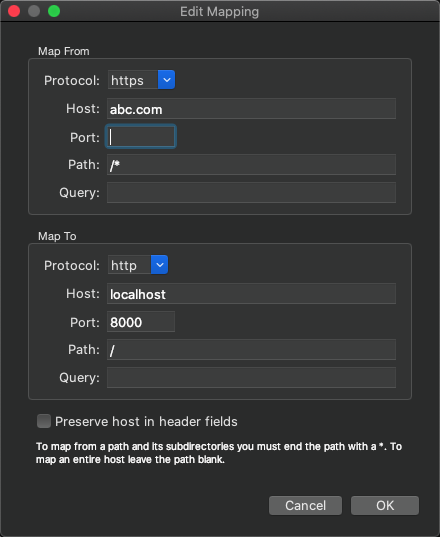 Edit Mapping
Map From
Protocol: https
Host: abc.com
Port:
Path: /*
Query:
Map To
Protocol: http
Host: localhost
Port: 8000
Path: /
Query:
Preserve host in header fields
To map from a path and its subdirectories you must end the path with a *. To
map an entire host leave the path blank.
Cancel OK